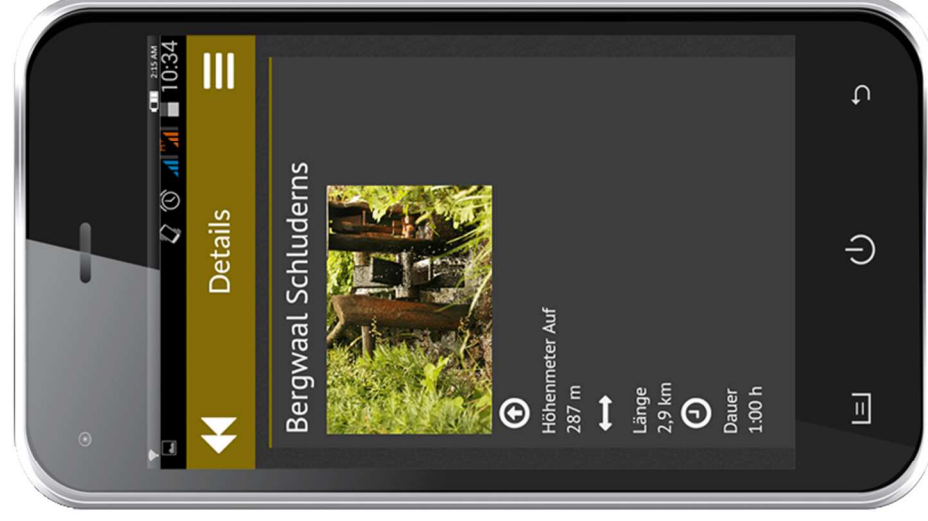 2:15 AM
10:34
Details
Bergwaal Schluderns
Höhenmeter Auf
287 m
Länge
2,9 km
Dauer
1:00 h